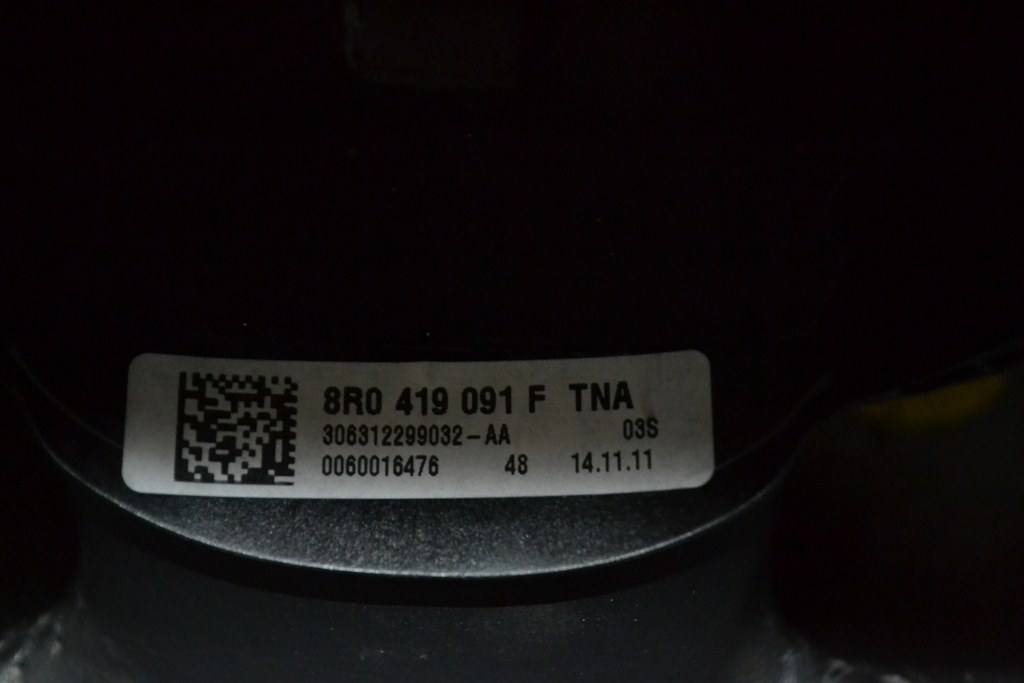 8R0 419 091 F TNA
306312299032-AA 03S
0060016476 48 14.11.11